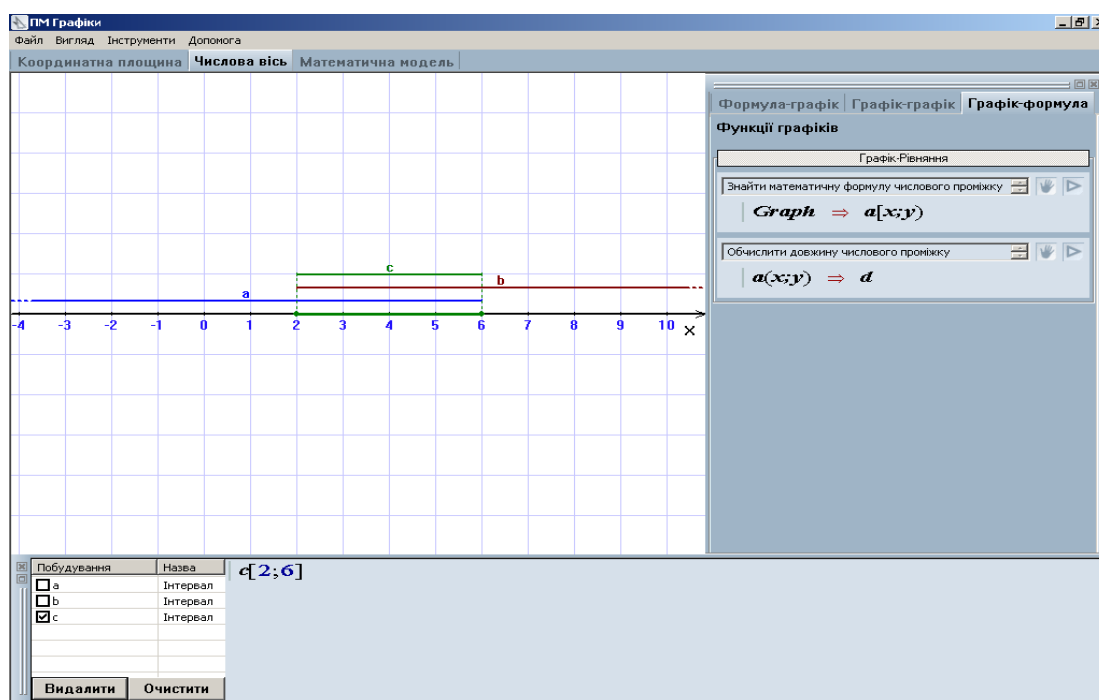 ПМ Графіки
Файл Вигляд Інструменти Допомога
Координатна площина Числова вісь Математична модель
Формула-графік Графік-графік Графік-формула
Функції графіків
Графік-Рівняння
Знайти математичну формулу числового проміжку
Graph ⇒ a[x;y)
Обчислити довжину числового проміжку
a(x;y) ⇒ d
c
b
a
-4 -3 -2 -1 0 1 2 3 4 5 6 7 8 9 10 X
Побудування Назва
a Інтервал
b Інтервал
c Інтервал
c[2;6]
Видалити Очистити